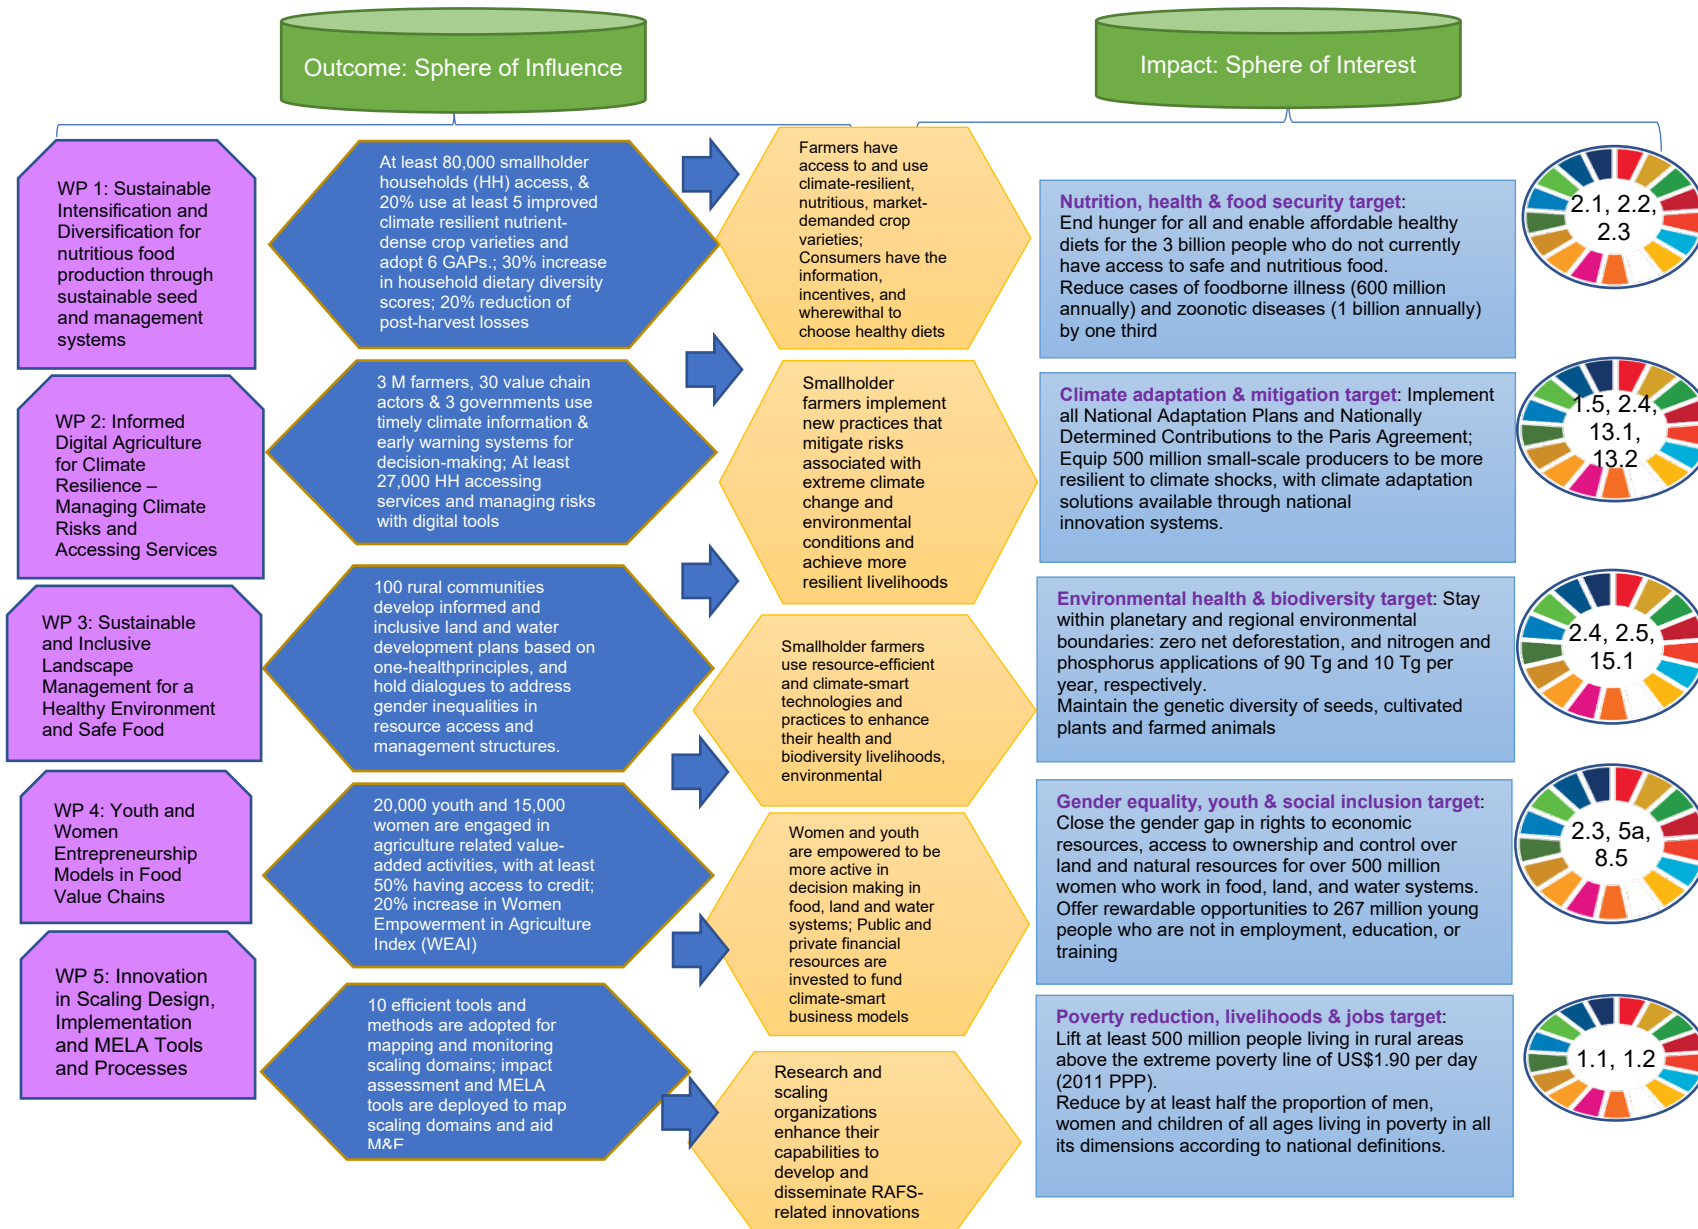 Outcome: Sphere of Influence
Impact: Sphere of Interest
WP 1: Sustainable
Intensification and
Diversification for
nutritious food
production through
sustainable seed
and management
systems
At least 80,000 smallholder
households (HH) access, &
20% use at least 5 improved
climate resilient nutrient-
dense crop varieties and
adopt 6 GAPs.; 30% increase
in household dietary diversity
scores; 20% reduction of
post-harvest losses
Farmers have
access to and use
climate-resilient,
nutritious, market-
demanded crop
varieties;
Consumers have the
information,
incentives, and
wherewithal to
choose healthy diets
Nutrition, health & food security target:
End hunger for all and enable affordable healthy
diets for the 3 billion people who do not currently
have access to safe and nutritious food.
Reduce cases of foodborne illness (600 million
annually) and zoonotic diseases (1 billion annually)
by one third
2.1, 2.2,
2.3
WP 2: Informed
Digital Agriculture
for Climate
Resilience –
Managing Climate
Risks and
Accessing Services
3 M farmers, 30 value chain
actors & 3 governments use
timely climate information &
early warning systems for
decision-making; At least
27,000 HH accessing
services and managing risks
with digital tools
Smallholder
farmers implement
new practices that
mitigate risks
associated with
extreme climate
change and
environmental
conditions and
achieve more
resilient livelihoods
Climate adaptation & mitigation target: Implement
all National Adaptation Plans and Nationally
Determined Contributions to the Paris Agreement;
Equip 500 million small-scale producers to be more
resilient to climate shocks, with climate adaptation
solutions available through national
innovation systems.
1.5, 2.4,
13.1,
13.2
WP 3: Sustainable
and Inclusive
Landscape
Management for a
Healthy Environment
and Safe Food
100 rural communities
develop informed and
inclusive land and water
development plans based on
one-healthprinciples, and
hold dialogues to address
gender inequalities in
resource access and
management structures.
Smallholder farmers
use resource-efficient
and climate-smart
technologies and
practices to enhance
their health and
biodiversity livelihoods,
environmental
Environmental health & biodiversity target: Stay
within planetary and regional environmental
boundaries: zero net deforestation, and nitrogen and
phosphorus applications of 90 Tg and 10 Tg per
year, respectively.
Maintain the genetic diversity of seeds, cultivated
plants and farmed animals
2.4, 2.5,
15.1
WP 4: Youth and
Women
Entrepreneurship
Models in Food
Value Chains
20,000 youth and 15,000
women are engaged in
agriculture related value-
added activities, with at least
50% having access to credit;
20% increase in Women
Empowerment in Agriculture
Index (WEAI)
Women and youth
are empowered to be
more active in
decision making in
food, land and water
systems; Public and
private financial
resources are
invested to fund
climate-smart
business models
Gender equality, youth & social inclusion target:
Close the gender gap in rights to economic
resources, access to ownership and control over
land and natural resources for over 500 million
women who work in food, land, and water systems.
Offer rewardable opportunities to 267 million young
people who are not in employment, education, or
training
2.3, 5a,
8.5
WP 5: Innovation
in Scaling Design,
Implementation
and MELA Tools
and Processes
10 efficient tools and
methods are adopted for
mapping and monitoring
scaling domains; impact
assessment and MELA
tools are deployed to map
scaling domains and aid
M&E
Research and
scaling
organizations
enhance their
capabilities to
develop and
disseminate RAFS-
related innovations
Poverty reduction, livelihoods & jobs target:
Lift at least 500 million people living in rural areas
above the extreme poverty line of US$1.90 per day
(2011 PPP).
Reduce by at least half the proportion of men,
women and children of all ages living in poverty in all
its dimensions according to national definitions.
1.1, 1.2